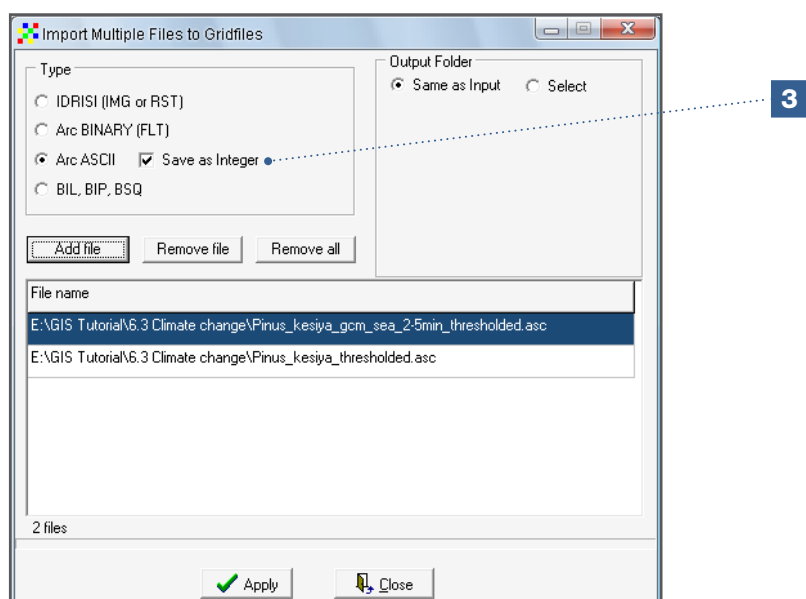 Import Multiple Files to Gridfiles
Type
IDRISI (IMG or RST)
Arc BINARY (FLT)
Arc ASCII Save as Integer
BIL, BIP, BSQ
Output Folder
Same as Input Select
3
Add file Remove file Remove all
File name
E:\GIS Tutorial\6.3 Climate change\Pinus_kesiya_gcm_sea_2-5min_thresholded.asc
E:\GIS Tutorial\6.3 Climate change\Pinus_kesiya_thresholded.asc
2 files
Apply Close